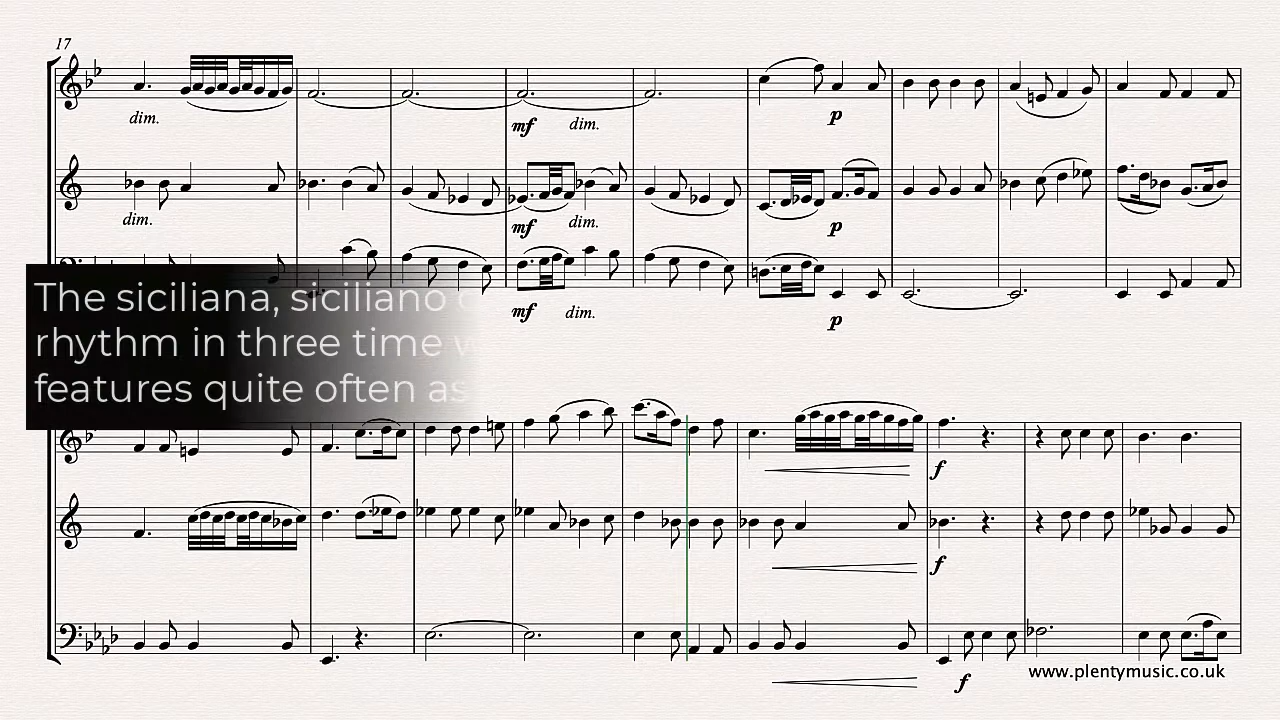 17
dim.
mf dim.
p
dim.
mf dim.
p
mf dim.
p
The siciliana, siciliano
rhythm in three time
features quite often as
f
f
f
www.plentymusic.co.uk